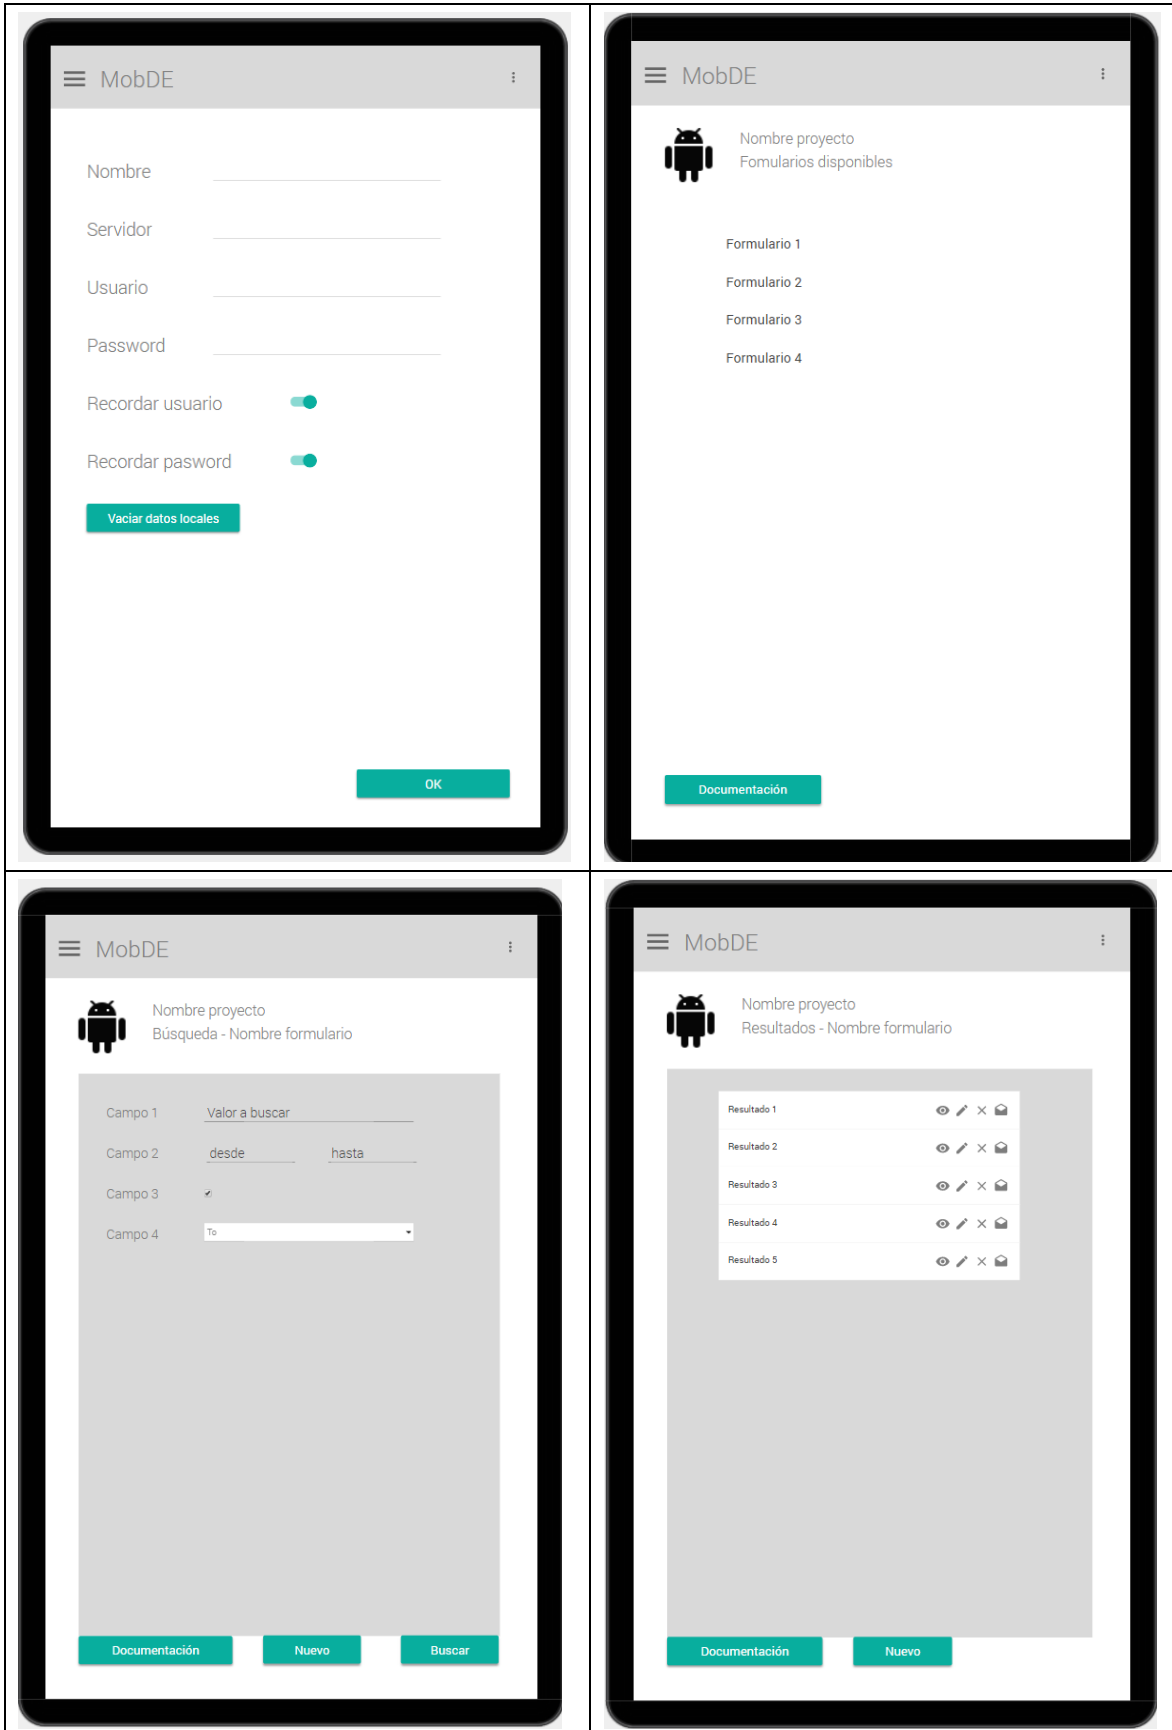 MobDE
Nombre
Servidor
Usuario
Password
Recordar usuario
Recordar pasword
Vaciar datos locales
OK
MobDE
Nombre proyecto
Fomularios disponibles
Formulario 1
Formulario 2
Formulario 3
Formulario 4
Documentación
MobDE
Nombre proyecto
Búsqueda - Nombre formulario
Campo 1 Valor a buscar
Campo 2 desde hasta
Campo 3
Campo 4 To
Documentación Nuevo Buscar
MobDE
Nombre proyecto
Resultados - Nombre formulario
Resultado 1
Resultado 2
Resultado 3
Resultado 4
Resultado 5
Documentación Nuevo